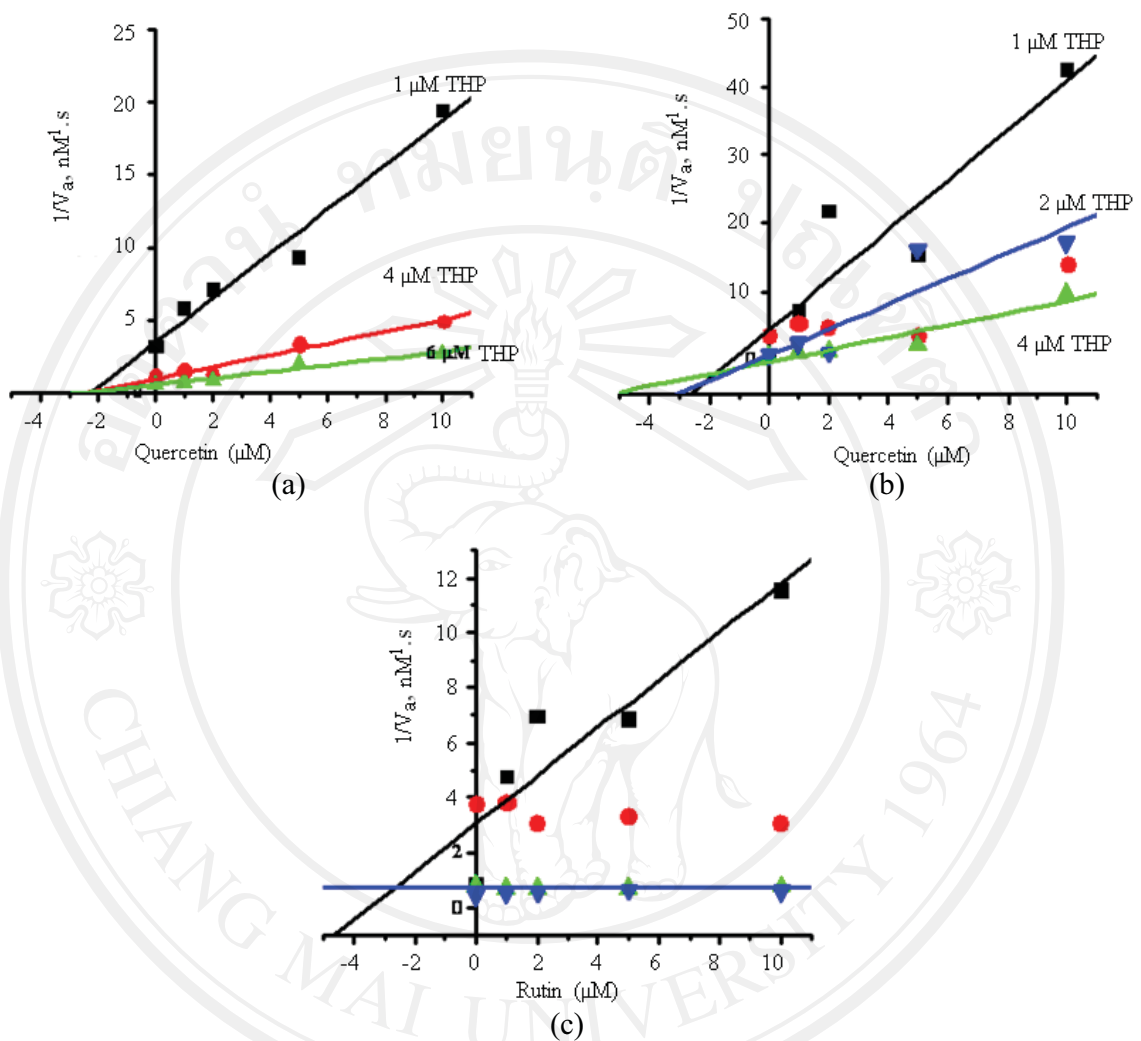 25
20
15
10
5
0
1/Va, nM1.s
1 μM THP
4 μM THP
6 μM THP
-4 -2 0 2 4 6 8 10
Quercetin (μM)
(a)
50
40
30
20
10
0
1/Va, nM1.s
1 μM THP
2 μM THP
4 μM THP
-4 -2 0 2 4 6 8 10
Quercetin (μM)
(b)
12
10
8
6
4
2
0
1/Va, nM1.s
-4 -2 0 2 4 6 8 10
Rutin (μM)
(c)
CHIANG MAI UNIVERSITY 1964